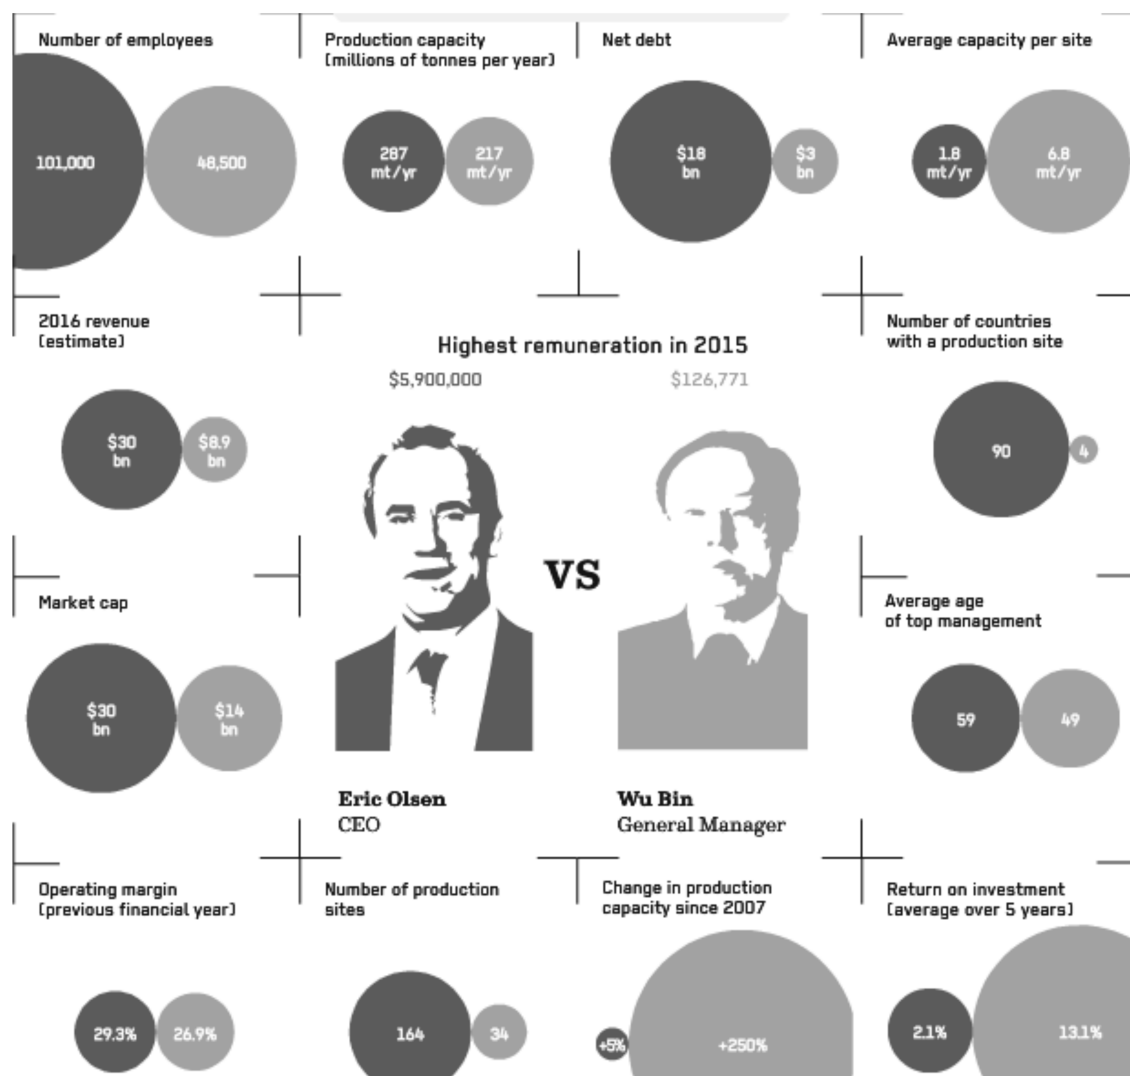 Number of employees
101,000
48,500
Production capacity
(millions of tonnes per year)
287
mt/yr
217
mt/yr
Net debt
$18
bn
$3
bn
Average capacity per site
1.8
mt/yr
6.8
mt/yr
2016 revenue
(estimate)
$30
bn
$8.9
bn
Highest remuneration in 2015
$5,900,000
$126,771
VS
Number of countries
with a production site
90
4
Market cap
$30
bn
$14
bn
Eric Olsen
CEO
Wu Bin
General Manager
Average age
of top management
59
49
Operating margin
(previous financial year)
29.3%
26.9%
Number of production
sites
164
34
Change in production
capacity since 2007
+5%
+250%
Return on investment
(average over 5 years)
2.1%
13.1%